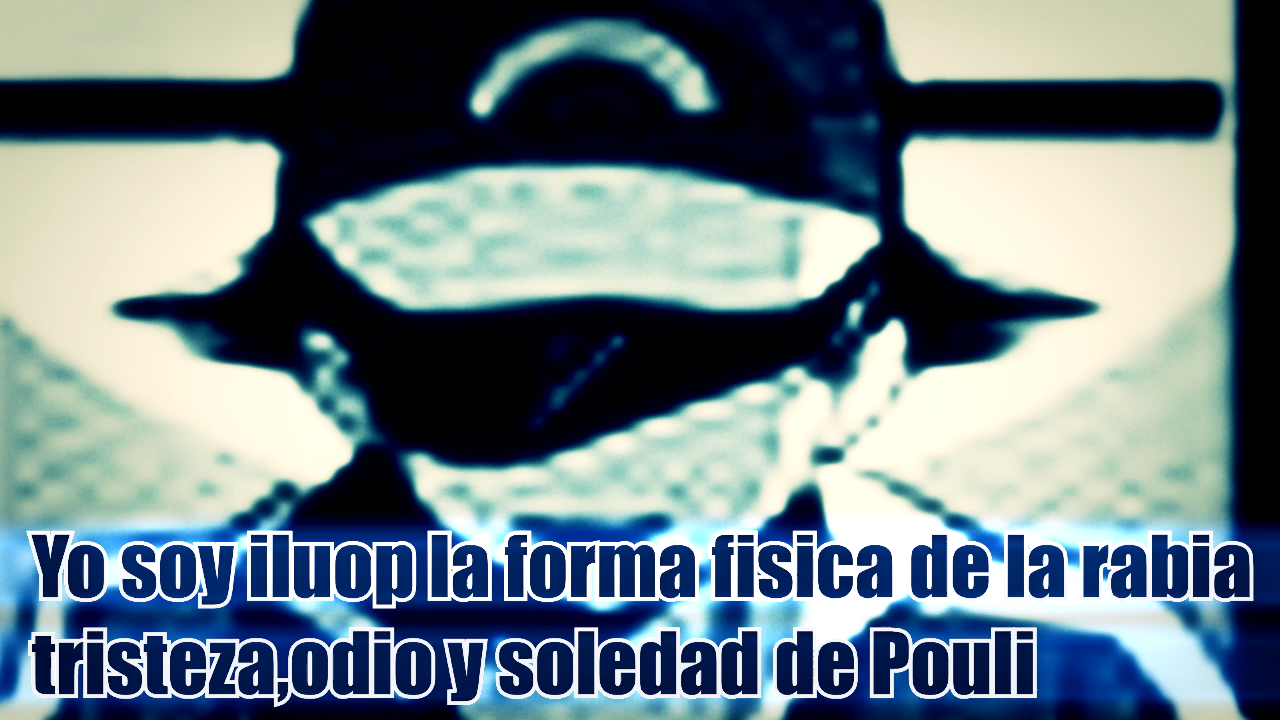 Yo soy iluop la forma fisica de la rabia
tristeza,odio y soledad de Pouli